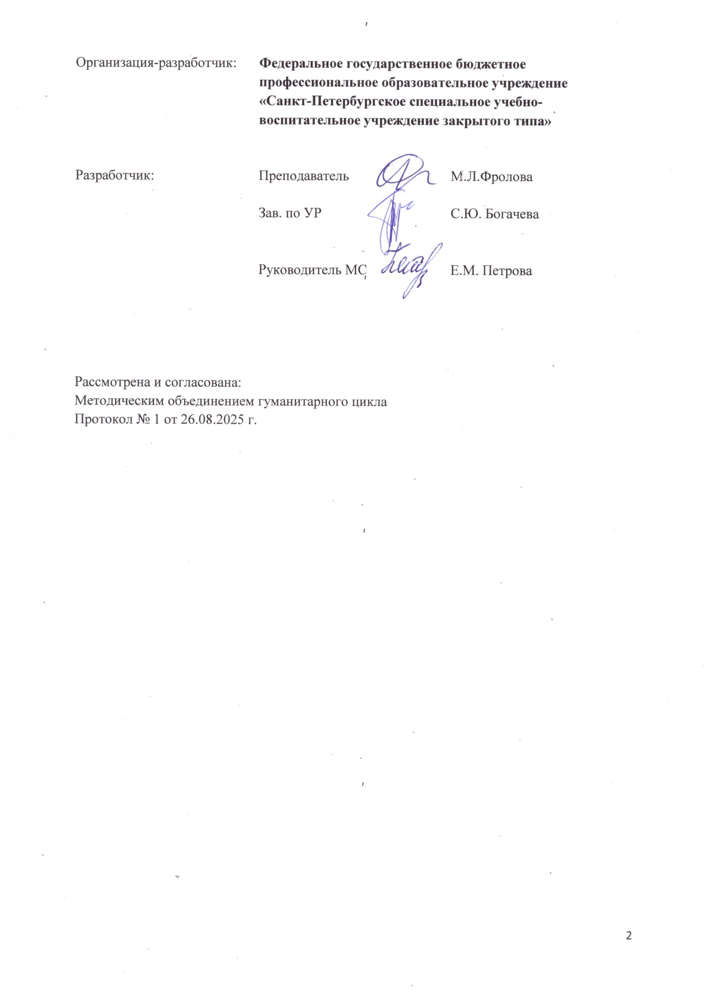 Организация-разработчик: Федеральное государственное бюджетное
профессиональное образовательное учреждение
«Санкт-Петербургское специальное учебно-
воспитательное учреждение закрытого типа»
Разработчик: Преподаватель М.Л.Фролова
Зав. по УР С.Ю. Богачева
Руководитель МС Е.М. Петрова
Рассмотрена и согласована:
Методическим объединением гуманитарного цикла
Протокол № 1 от 26.08.2025 г.
2